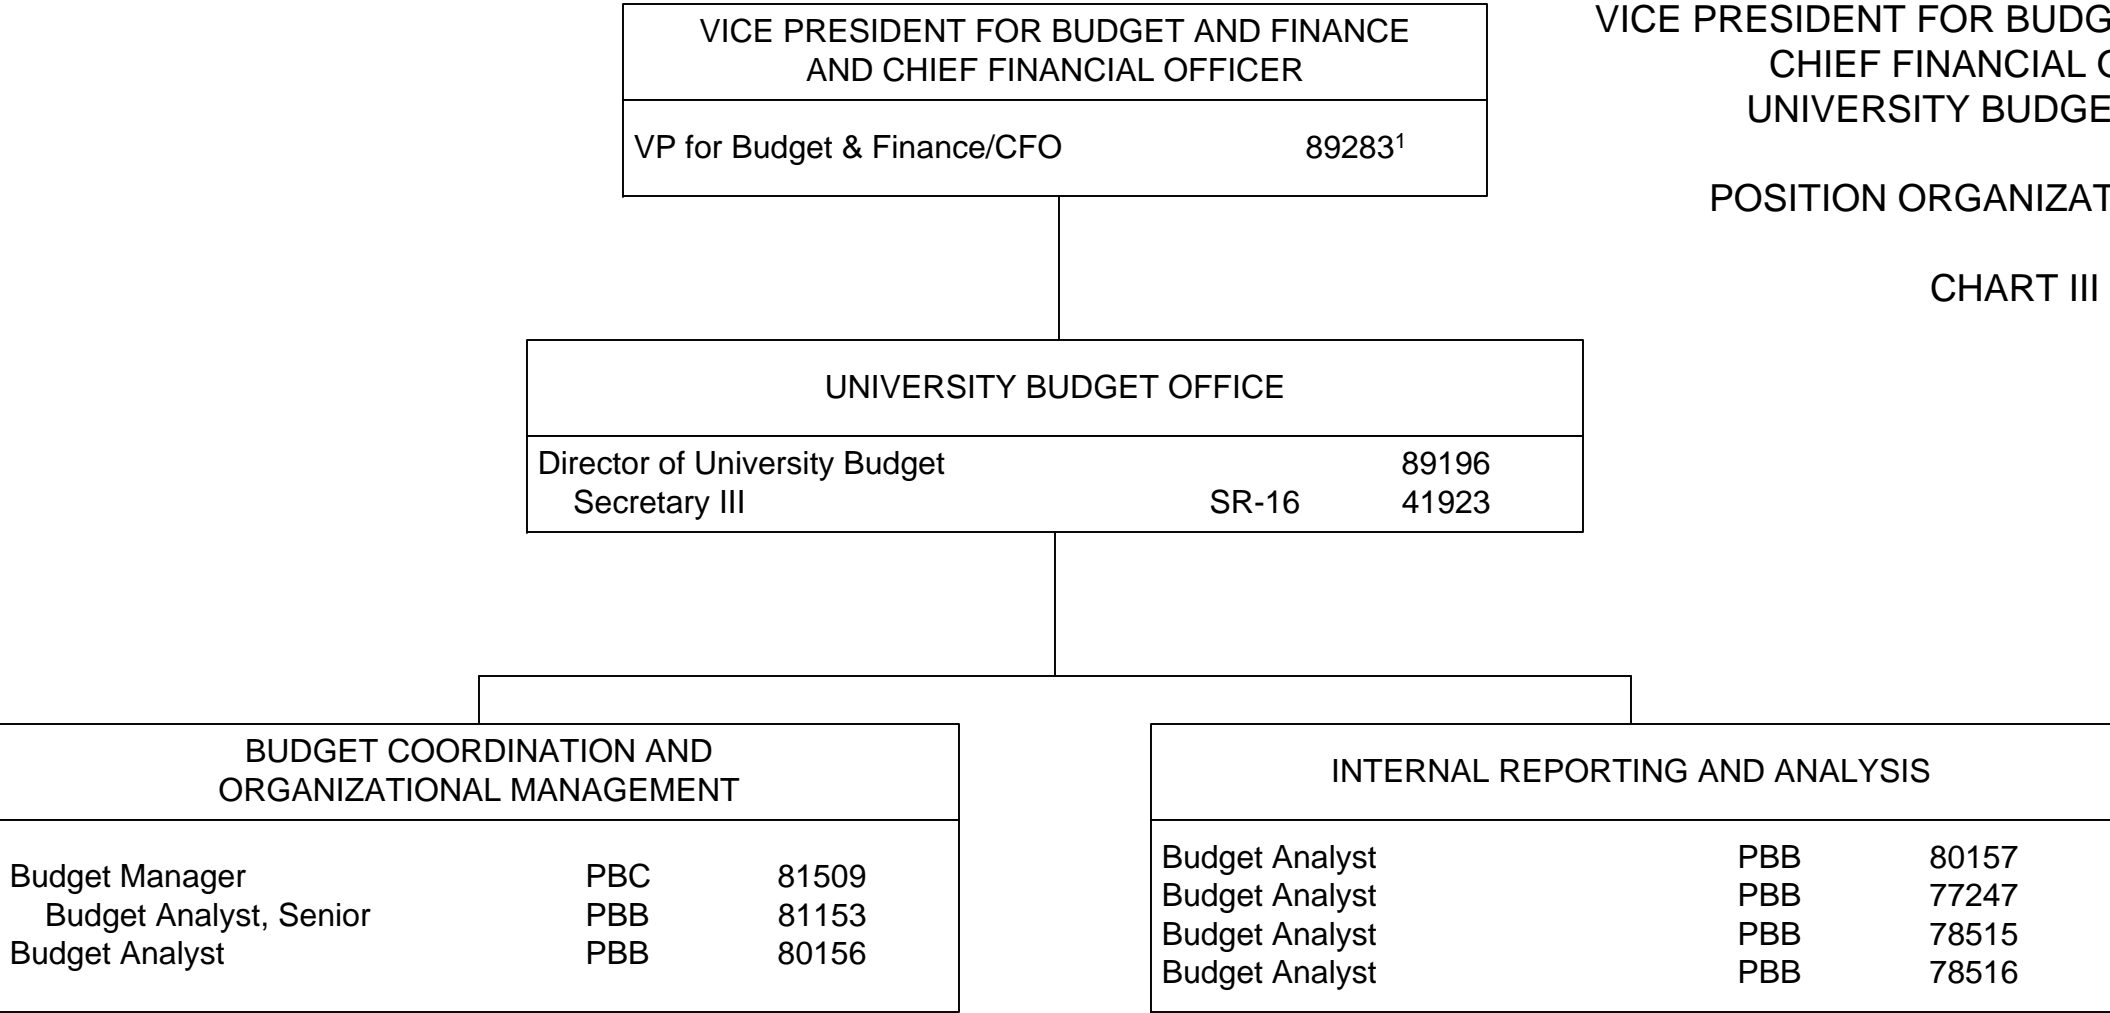 VICE PRESIDENT FOR BUDGET AND FINANCE
AND CHIEF FINANCIAL OFFICER
VP for Budget & Finance/CFO 89283¹
VICE PRESIDENT FOR
CHIEF FINANCIAL
UNIVERSITY
POSITION
CHART III
UNIVERSITY BUDGET OFFICE
Director of University Budget 89196
Secretary III SR-16 41923
BUDGET COORDINATION AND
ORGANIZATIONAL MANAGEMENT
Budget Manager PBC 81509
Budget Analyst, Senior PBB 81153
Budget Analyst PBB 80156
INTERNAL REPORTING AND ANALYSIS
Budget Analyst PBB 80157
Budget Analyst PBB 77247
Budget Analyst PBB 78515
Budget Analyst PBB 78516